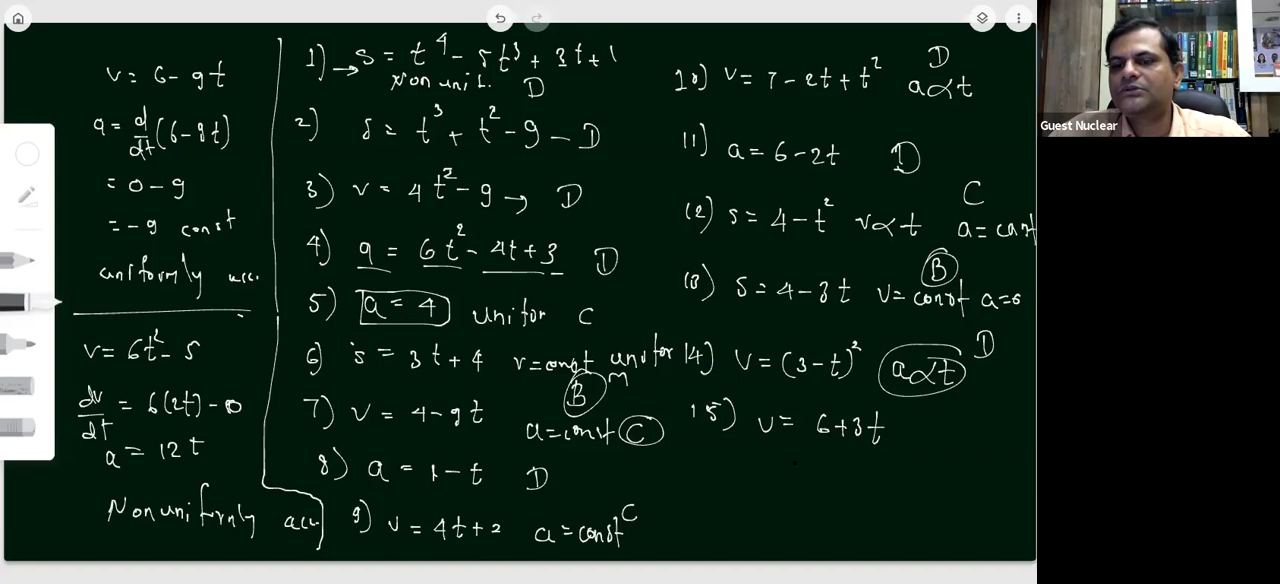 v = 6 - 9t
a = d/dt (6 - 9t)
= 0 - 9
= -9 const
uniformly acc.
v = 6t² - 5
dv/dt = 6(2t) - 0
a = 12t
Nonuniformly acc
1) → s = t⁴ - 5t³ + 3t + 1
Non uni. D
2) s = t³ + t² - 9 - D
3) v = 4t² - 9 → D
4) a = 6t² - 4t + 3 D
5) a = 4 unifor C
6) s = 3t + 4 v = const unifor m
B
7) v = 4 - 9t a = const C
8) a = 1 - t D
9) v = 4t + 2 a = const C
10) v = 7 - 2t + t² D
a ∝ t
11) a = 6 - 2t D
12) s = 4 - t² v ∝ t a = const C
13) s = 4 - 3t v = const a = 0 B
14) v = (3 - t)² a ∝ t D
15) v = 6 + 3t
Guest Nuclear